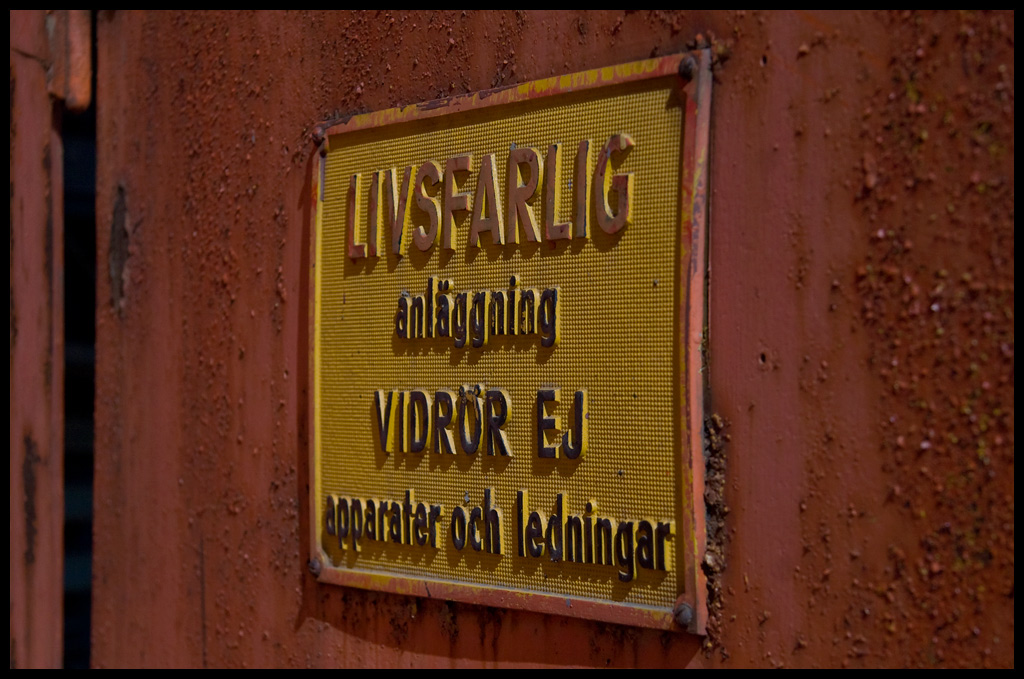 LIVSFARLIG
anläggning
VIDRÖR EJ
apparater och ledningar